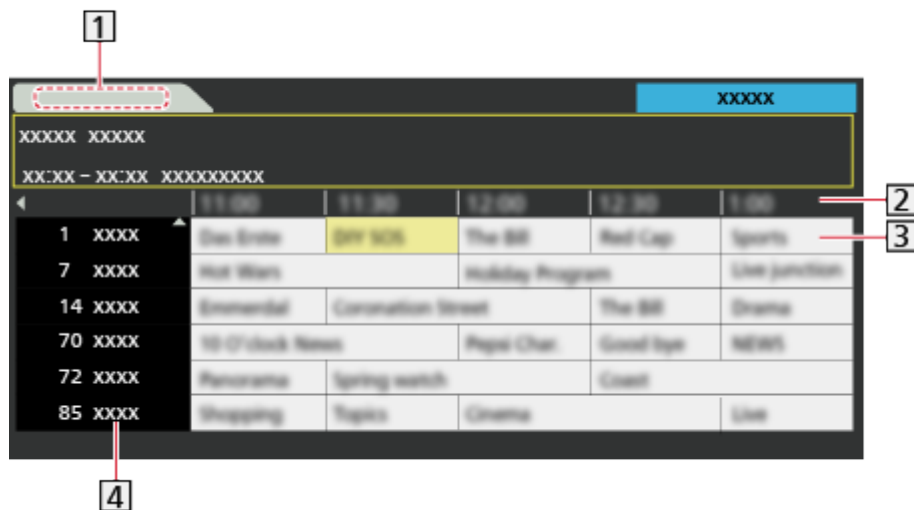 1
xxxxx
xxxxx xxxxx
xx:xx – xx:xx xxxxxxxxx
11:00 11:30 12:00 12:30 1:00 2
1 xxxx Das Erste DIY SOS The Bill Red Cap Sports 3
7 xxxx Hot Wars Holiday Program Live junction
14 xxxx Emmerdal Coronation Street The Bill Drama
70 xxxx 10 O'clock News Pepsi Char. Good bye NEWS
72 xxxx Panorama Spring watch Coast
85 xxxx Shopping Topics Cinema Live
4